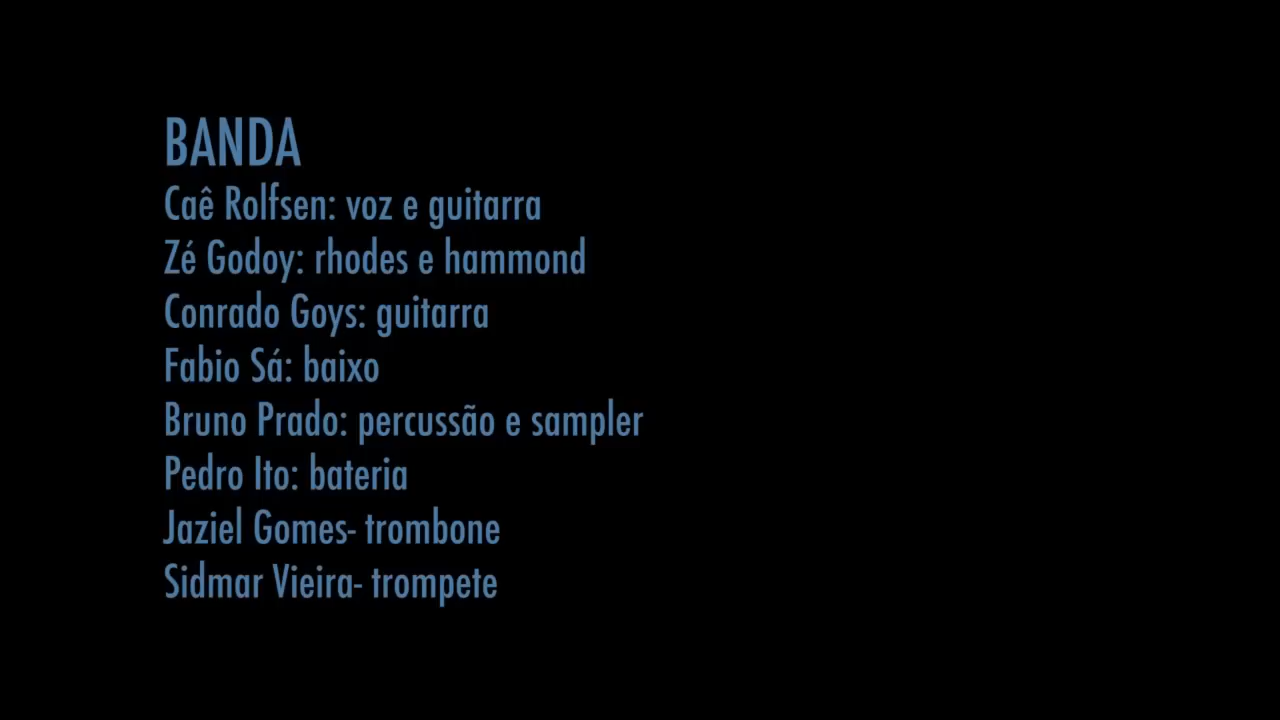 BANDA
Caê Rolfsen: voz e guitarra
Zé Godoy: rhodes e hammond
Conrado Goys: guitarra
Fabio Sá: baixo
Bruno Prado: percussão e sampler
Pedro Ito: bateria
Jaziel Gomes- trombone
Sidmar Vieira- trompete